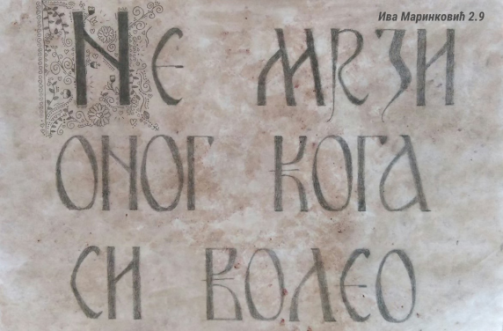 Ива Маринковић 2.9
Не мрзи
оног кога
си волео.